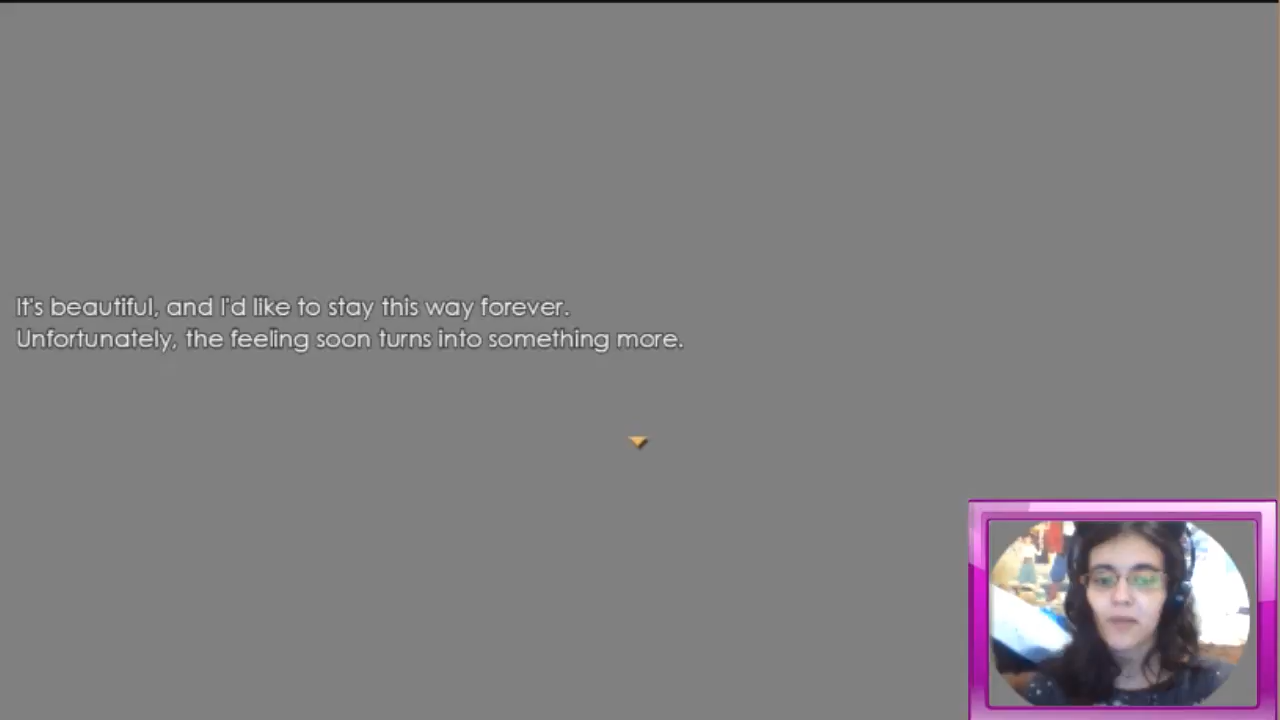 It's beautiful, and I'd like to stay this way forever.
Unfortunately, the feeling soon turns into something more.